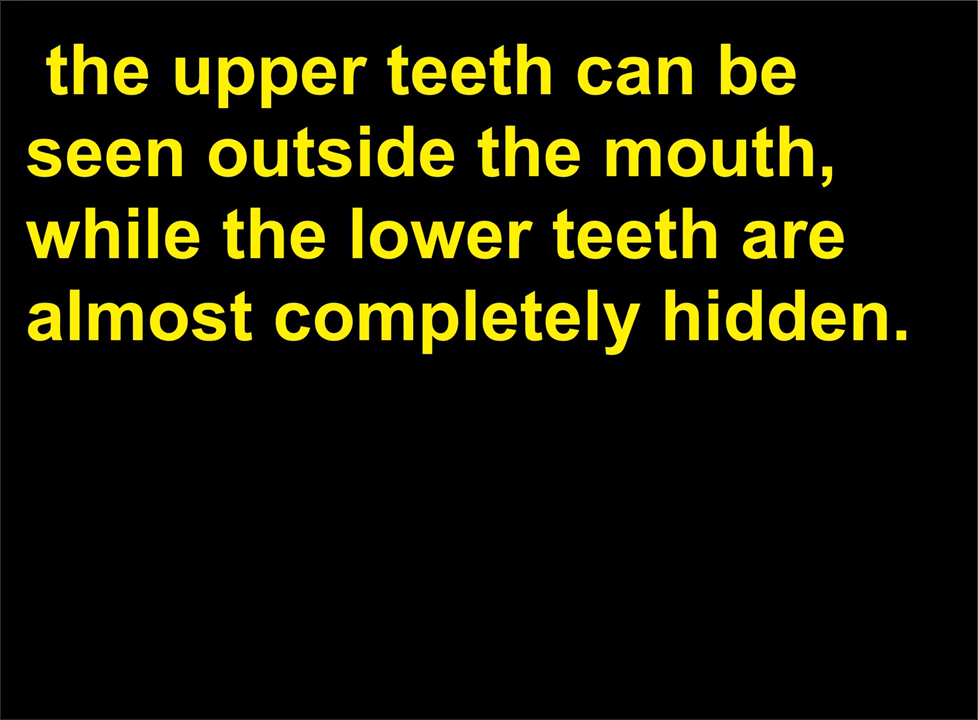 the upper teeth can be
seen outside the mouth,
while the lower teeth are
almost completely hidden.